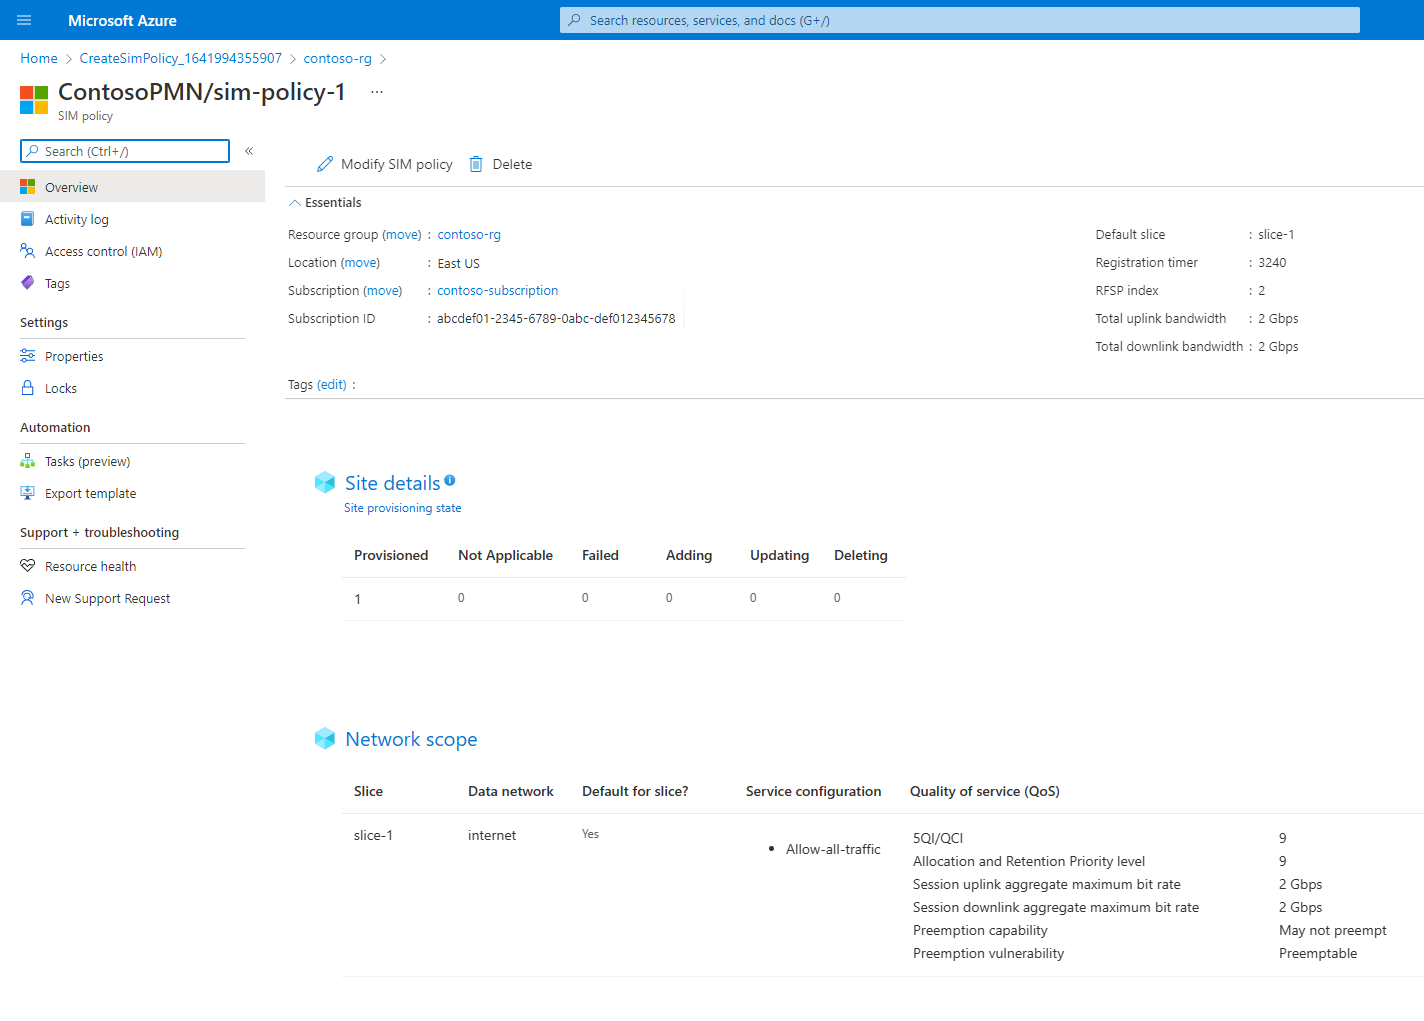 Microsoft Azure
Search resources, services, and docs (G+/)
Home > CreateSimPolicy_1641994355907 > contoso-rg >
ContosoPMN/sim-policy-1 ...
SIM policy
Search (Ctrl+/) «
Overview
Activity log
Access control (IAM)
Tags
Settings
Properties
Locks
Automation
Tasks (preview)
Export template
Support + troubleshooting
Resource health
New Support Request
Modify SIM policy Delete
Essentials
Resource group (move) : contoso-rg
Location (move) : East US
Subscription (move) : contoso-subscription
Subscription ID : abcdef01-2345-6789-0abc-def012345678
Default slice : slice-1
Registration timer : 3240
RFSP index : 2
Total uplink bandwidth : 2 Gbps
Total downlink bandwidth : 2 Gbps
Tags (edit) :
Site details
Site provisioning state
Provisioned Not Applicable Failed Adding Updating Deleting
1 0 0 0 0 0
Network scope
Slice Data network Default for slice? Service configuration Quality of service (QoS)
slice-1 internet Yes
• Allow-all-traffic
5QI/QCI 9
Allocation and Retention Priority level 9
Session uplink aggregate maximum bit rate 2 Gbps
Session downlink aggregate maximum bit rate 2 Gbps
Preemption capability May not preempt
Preemption vulnerability Preemptable